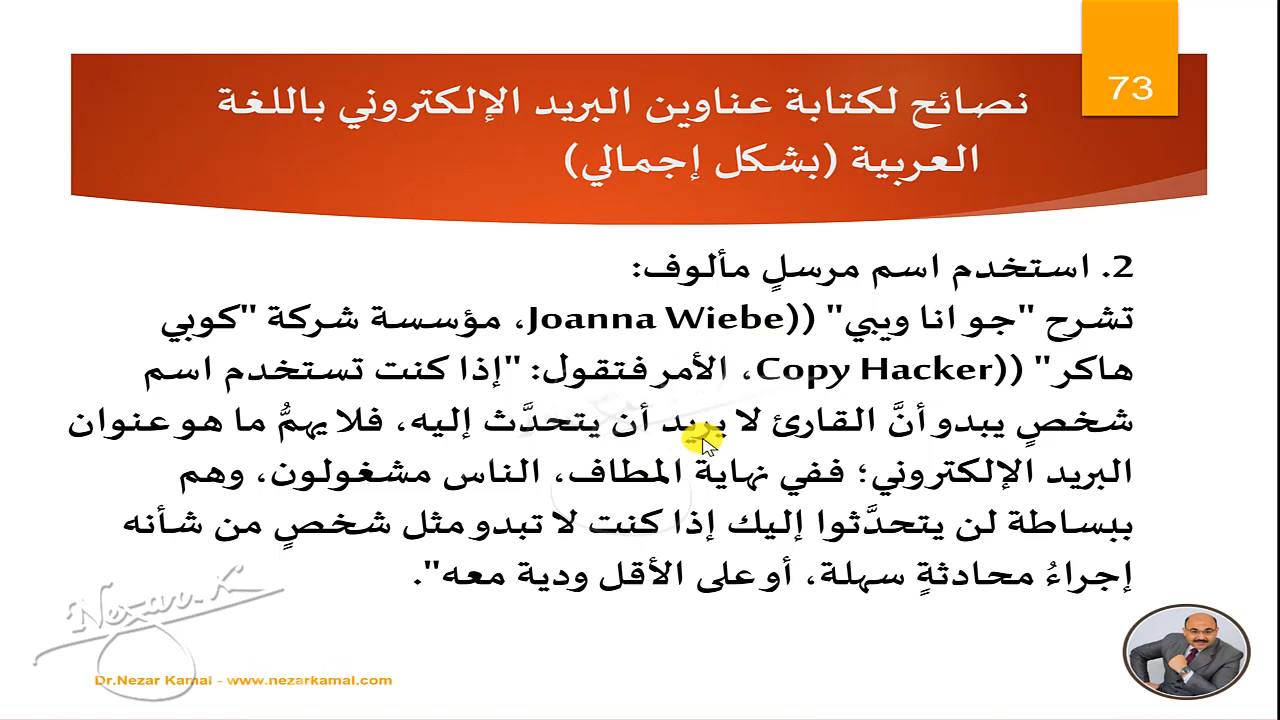 73
نصائح لكتابة عناوين البريد الإلكتروني باللغة
العربية (بشكل إجمالي)
2. استخدم اسم مرسلٍ مألوف:
تشرح "جوانا ويبي" ((Joanna Wiebe، مؤسسة شركة "كوبي
هاكر" ((Copy Hacker، الأمر فتقول: "إذا كنت تستخدم اسم
شخصٍ يبدو أنَّ القارئ لا يريد أن يتحدَّث إليه، فلا يهمُّ ما هو عنوان
البريد الإلكتروني؛ ففي نهاية المطاف، الناس مشغولون، وهم
ببساطة لن يتحدَّثوا إليك إذا كنت لا تبدو مثل شخصٍ من شأنه
إجراءُ محادثةٍ سهلة، أو على الأقل ودية معه".
Nezar.K
Dr.Nezar Kamal - www.nezarkamal.com